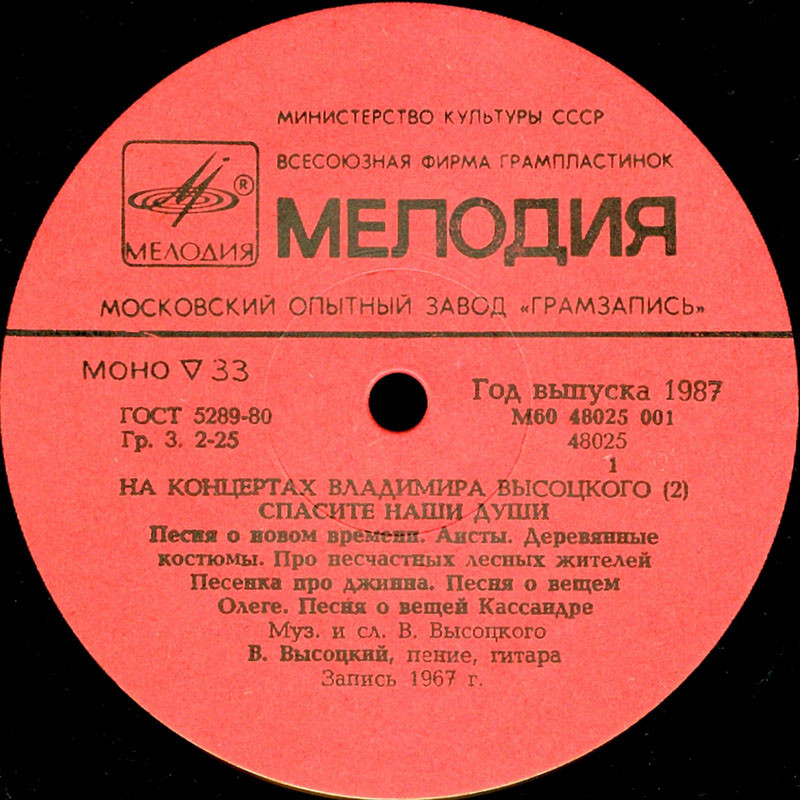 МИНИСТЕРСТВО КУЛЬТУРЫ СССР
ВСЕСОЮЗНАЯ ФИРМА ГРАМПЛАСТИНОК
®
МЕЛОДИЯ
МЕЛОДИЯ
МОСКОВСКИЙ ОПЫТНЫЙ ЗАВОД «ГРАМЗАПИСЬ»
МОНО ▽ 33
Год выпуска 1987
ГОСТ 5289-80
М60 48025 001
Гр. 3. 2-25
48025
1
НА КОНЦЕРТАХ ВЛАДИМИРА ВЫСОЦКОГО (2)
СПАСИТЕ НАШИ ДУШИ
Песня о новом времени. Аисты. Деревянные
костюмы. Про несчастных лесных жителей
Песенка про джинна. Песня о вещем
Олеге. Песня о вещей Кассандре
Муз. и сл. В. Высоцкого
В. Высоцкий, пение, гитара
Запись 1967 г.